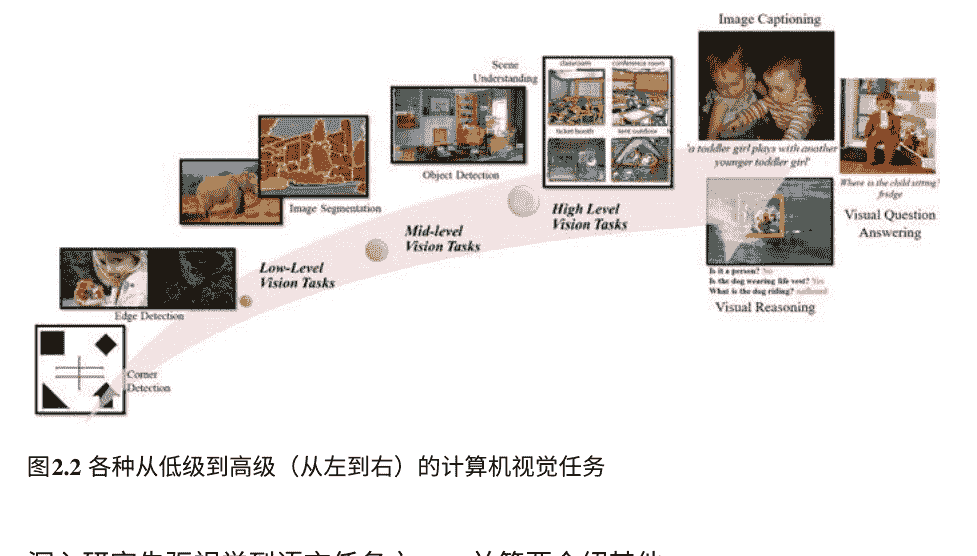 Image Captioning
Scene
Understanding
classroom
conference room
ticket booth
tent outdoor
'a toddler girl plays with another
younger toddler girl'
Object Detection
Where is the child sitting?
fridge
Image Segmentation
High Level
Vision Tasks
Visual Question
Answering
Mid-level
Vision Tasks
Low-Level
Vision Tasks
Is it a person? No
Is the dog wearing life vest? Yes
What is the dog riding?
Visual Reasoning
Edge Detection
Corner
Detection
图2.2 各种从低级到高级（从左到右）的计算机视觉任务